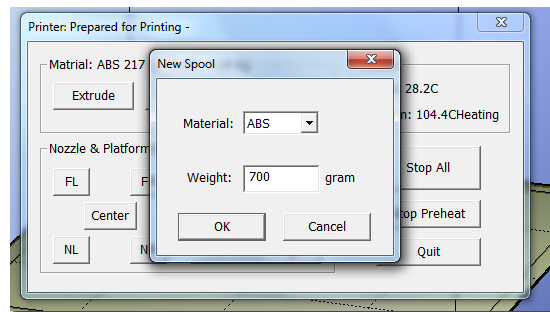 Printer: Prepared for Printing -
New Spool
Matrial: ABS 217
Extrude
28.2C
104.4CHeating
Material: ABS
Weight: 700 gram
OK Cancel
Nozzle & Platform
FL
Center
NL
Stop All
Stop Preheat
Quit